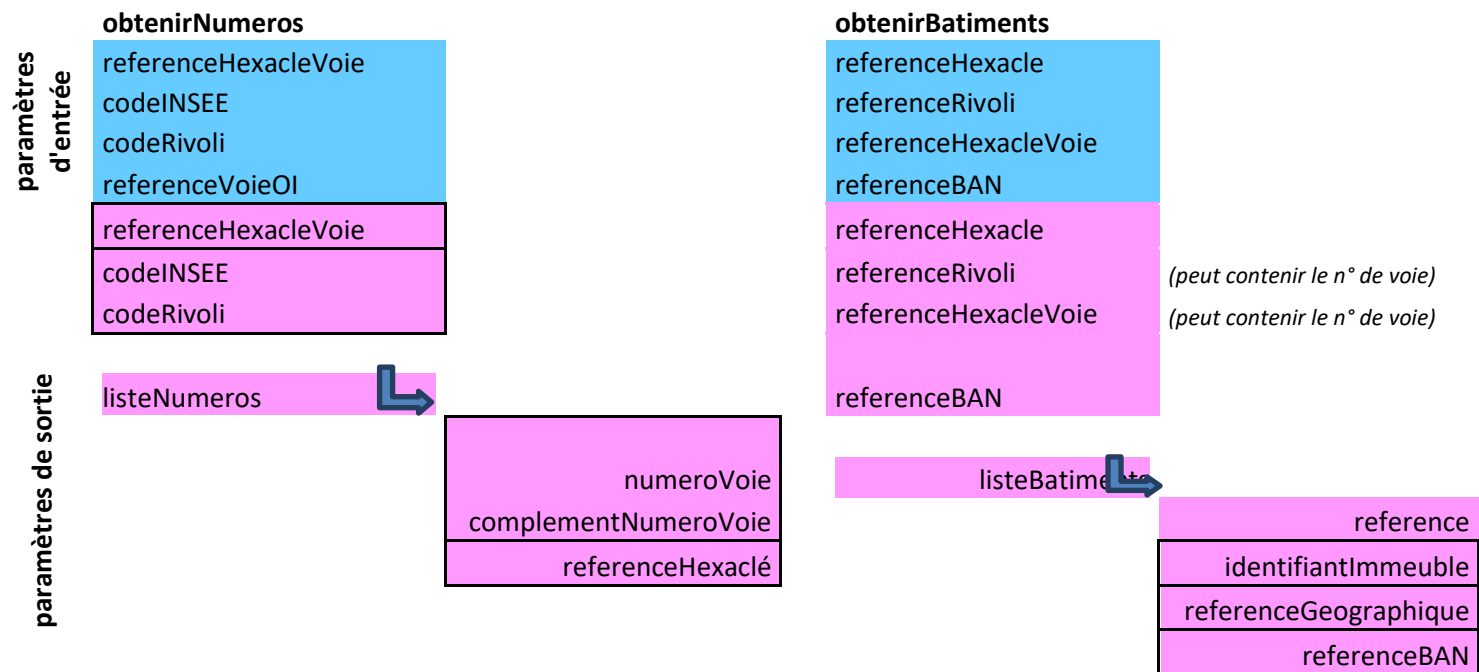 obtenirNumeros
paramètres d'entrée
referenceHexacleVoie
codeINSEE
codeRivoli
referenceVoieOI
paramètres de sortie
referenceHexacleVoie
codeINSEE
codeRivoli
listeNumeros
numeroVoie
complementNumeroVoie
referenceHexaclé
obtenirBatiments
referenceHexacle
referenceRivoli
referenceHexacleVoie
referenceBAN
referenceHexacle
referenceRivoli (peut contenir le n° de voie)
referenceHexacleVoie (peut contenir le n° de voie)
referenceBAN
listeBatiments
reference
identifiantImmeuble
referenceGeographique
referenceBAN